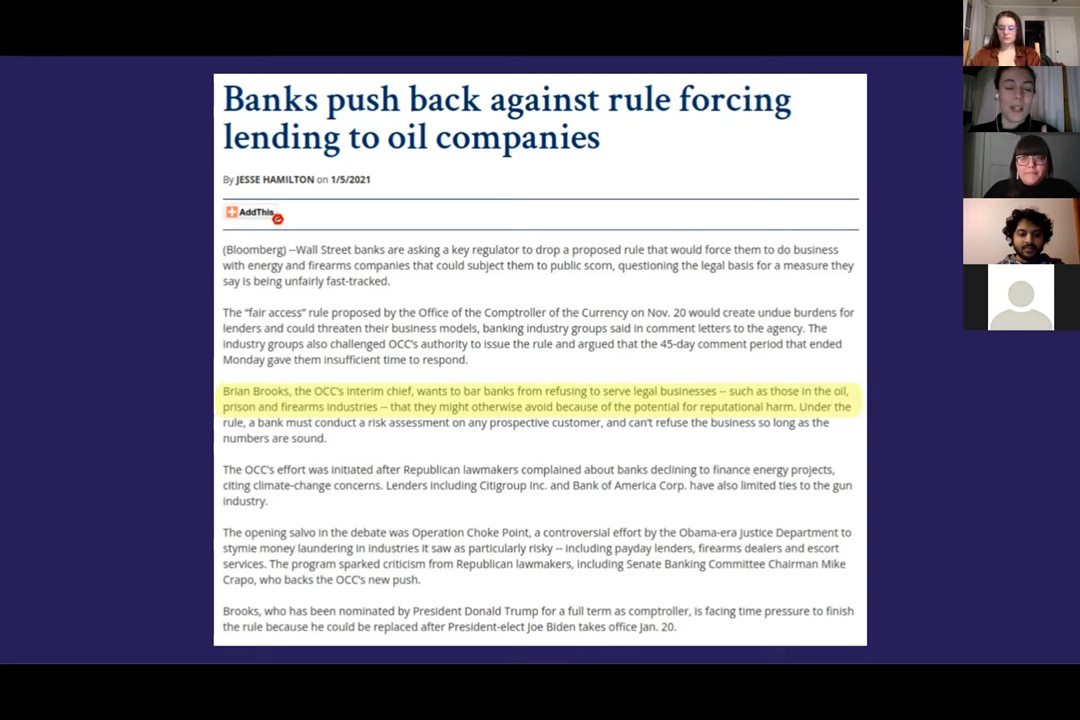 Banks push back against rule forcing
lending to oil companies
By JESSE HAMILTON on 1/5/2021
AddThis
(Bloomberg) --Wall Street banks are asking a key regulator to drop a proposed rule that would force them to do business
with energy and firearms companies that could subject them to public scorn, questioning the legal basis for a measure they
say is being unfairly fast-tracked.
The “fair access” rule proposed by the Office of the Comptroller of the Currency on Nov. 20 would create undue burdens for
lenders and could threaten their business models, banking industry groups said in comment letters to the agency. The
industry groups also challenged OCC’s authority to issue the rule and argued that the 45-day comment period that ended
Monday gave them insufficient time to respond.
Brian Brooks, the OCC’s interim chief, wants to bar banks from refusing to serve legal businesses -- such as those in the oil,
prison and firearms industries -- that they might otherwise avoid because of the potential for reputational harm. Under the
rule, a bank must conduct a risk assessment on any prospective customer, and can’t refuse the business so long as the
numbers are sound.
The OCC’s effort was initiated after Republican lawmakers complained about banks declining to finance energy projects,
citing climate-change concerns. Lenders including Citigroup Inc. and Bank of America Corp. have also limited ties to the gun
industry.
The opening salvo in the debate was Operation Choke Point, a controversial effort by the Obama-era Justice Department to
stymie money laundering in industries it saw as particularly risky -- including payday lenders, firearms dealers and escort
services. The program sparked criticism from Republican lawmakers, including Senate Banking Committee Chairman Mike
Crapo, who backs the OCC’s new push.
Brooks, who has been nominated by President Donald Trump for a full term as comptroller, is facing time pressure to finish
the rule because he could be replaced after President-elect Joe Biden takes office Jan. 20.